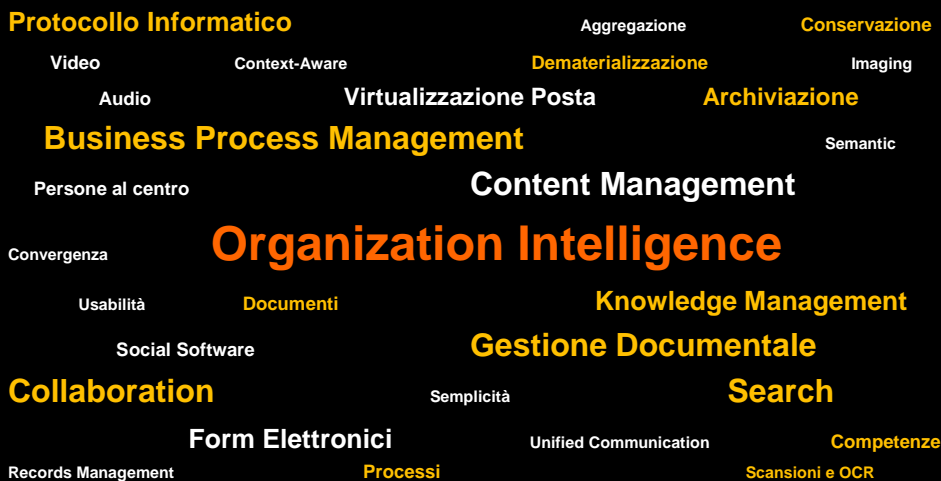 Protocollo Informatico Aggregazione Conservazione
Video Context-Aware Dematerializzazione Imaging
Audio Virtualizzazione Posta Archiviazione
Business Process Management Semantic
Persone al centro Content Management
Convergenza Organization Intelligence
Usabilità Documenti Knowledge Management
Social Software Gestione Documentale
Collaboration Semplicità Search
Form Elettronici Unified Communication Competenze
Records Management Processi Scansioni e OCR